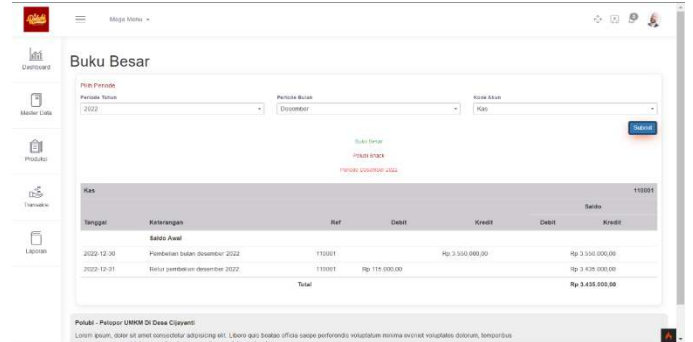 Mega Menu
Dashboard
Master Data
Produksi
Transaksi
Laporan
Buku Besar
Pilih Periode
Periode Tahun Periode Bulan Kode Akun
2022 Desember Kas
Submit
Buku Besar
Polubi Snack
Periode Desember 2022
Kas 110001
Saldo
Tanggal Keterangan Ref Debit Kredit Debit Kredit
Saldo Awal
2022-12-30 Pembelian bulan desember 2022 110001 Rp 3.550.000,00 Rp 3.550.000,00
2022-12-31 Retur pembelian desember 2022 110001 Rp 115.000,00 Rp 3.435.000,00
Total Rp 3.435.000,00
Polubi - Pelopor UMKM Di Desa Cijayanti
Lorem ipsum, dolor sit amet consectetur adipisicing elit. Libero quis beatae officia saepe perferendis voluptatum minima eveniet voluptates dolorum, temporibus